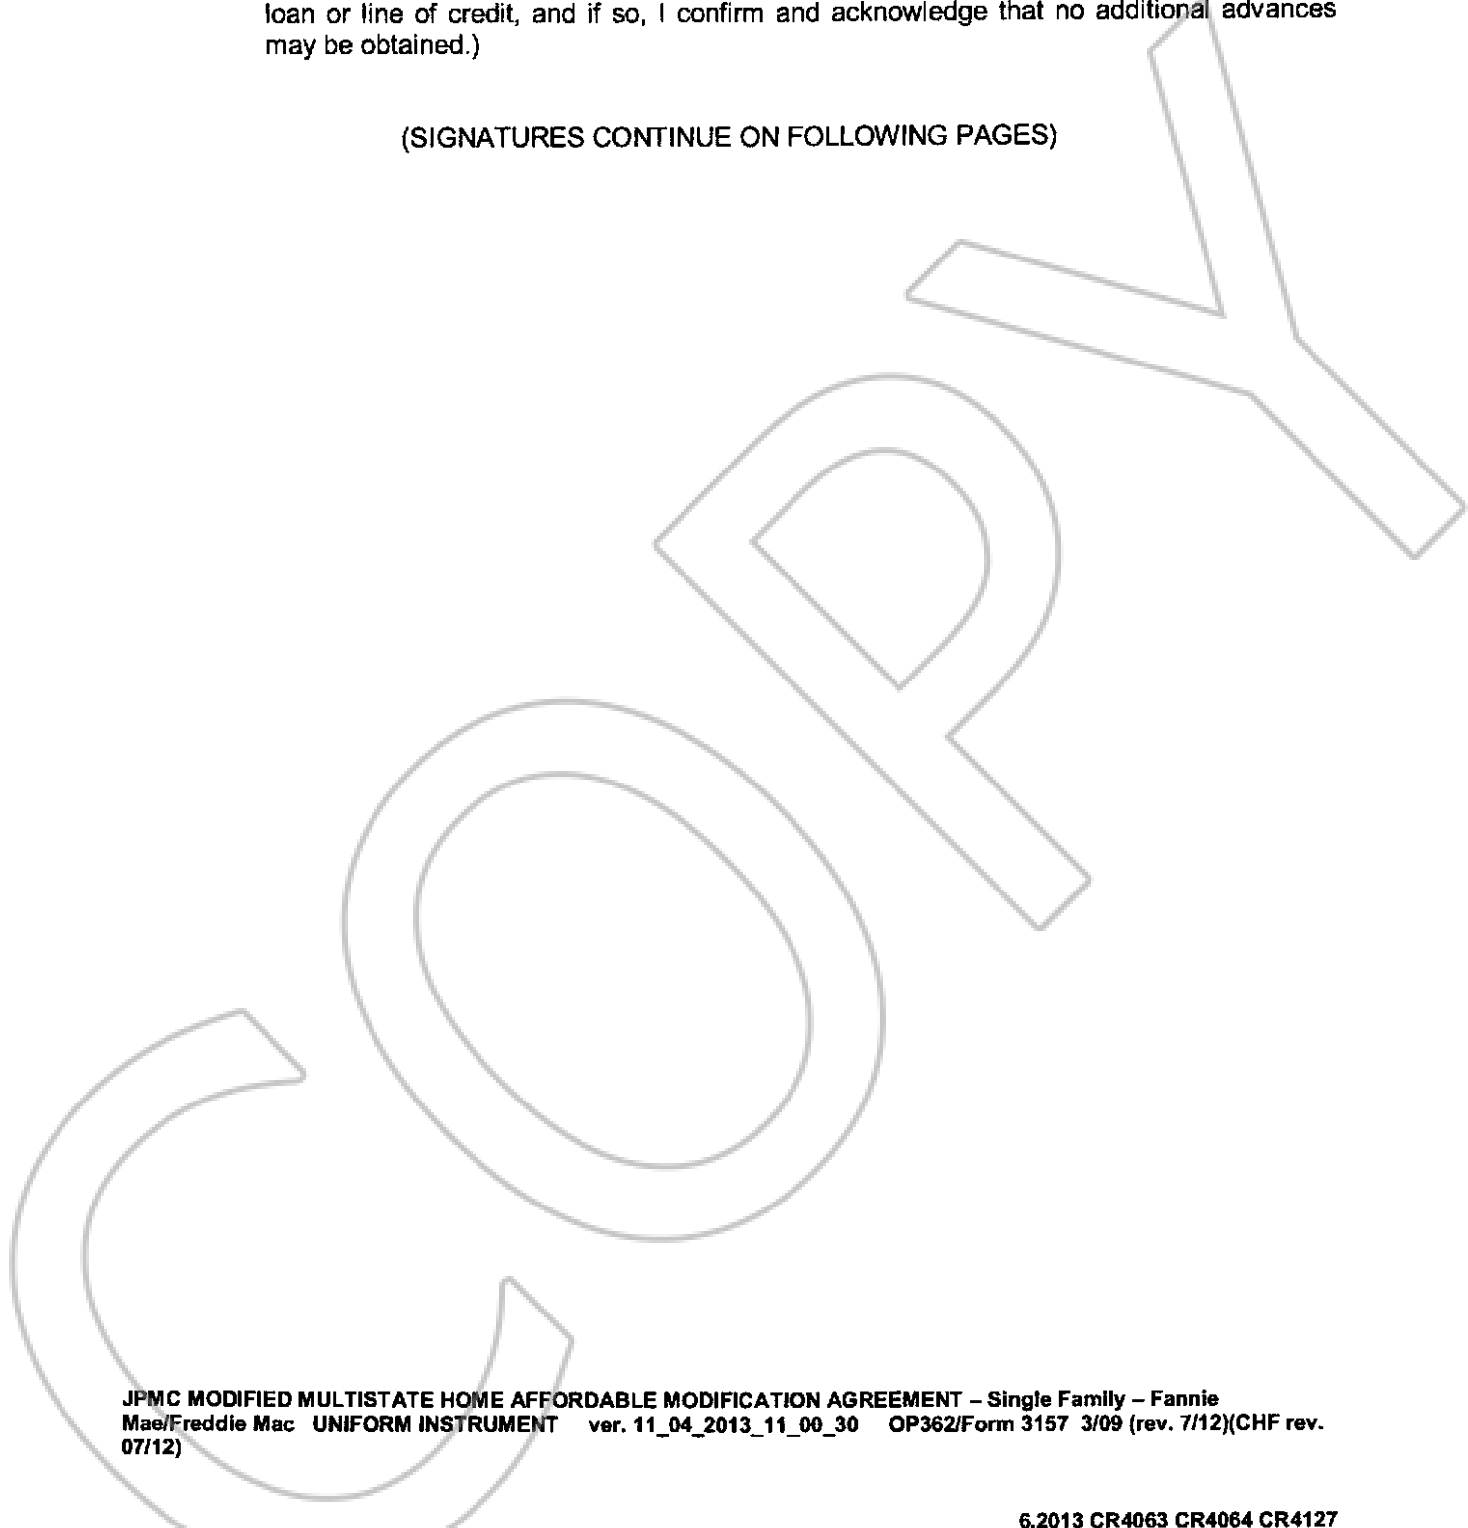 loan or line of credit, and if so, I confirm and acknowledge that no additional advances
may be obtained.)
(SIGNATURES CONTINUE ON FOLLOWING PAGES)
COPY
JPMC MODIFIED MULTISTATE HOME AFFORDABLE MODIFICATION AGREEMENT – Single Family – Fannie
Mae/Freddie Mac UNIFORM INSTRUMENT ver. 11_04_2013_11_00_30 OP362/Form 3157 3/09 (rev. 7/12)(CHF rev.
07/12)
6.2013 CR4063 CR4064 CR4127